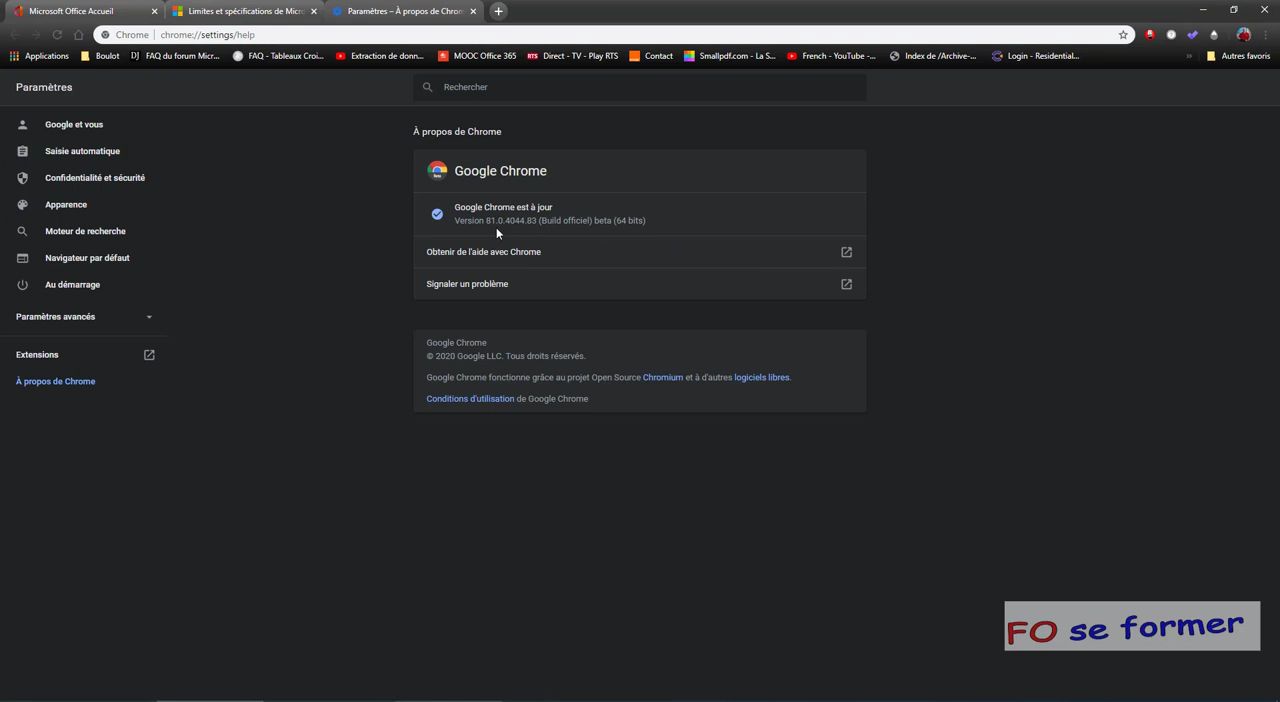 Microsoft Office Accueil
Limites et spécifications de Micro
Paramètres – À propos de Chrom
Chrome | chrome://settings/help
Applications
Boulot
FAQ du forum Micr...
FAQ - Tableaux Croi...
Extraction de donn...
MOOC Office 365
RTS Direct - TV - Play RTS
Contact
Smallpdf.com - La S...
French - YouTube -...
Index de /Archive-...
Login - Residential...
» Autres favoris
Paramètres
Rechercher
Google et vous
Saisie automatique
Confidentialité et sécurité
Apparence
Moteur de recherche
Navigateur par défaut
Au démarrage
Paramètres avancés
Extensions
À propos de Chrome
À propos de Chrome
Google Chrome
Google Chrome est à jour
Version 81.0.4044.83 (Build officiel) beta (64 bits)
Obtenir de l'aide avec Chrome
Signaler un problème
Google Chrome
© 2020 Google LLC. Tous droits réservés.
Google Chrome fonctionne grâce au projet Open Source Chromium et à d'autres logiciels libres.
Conditions d'utilisation de Google Chrome
FO se former